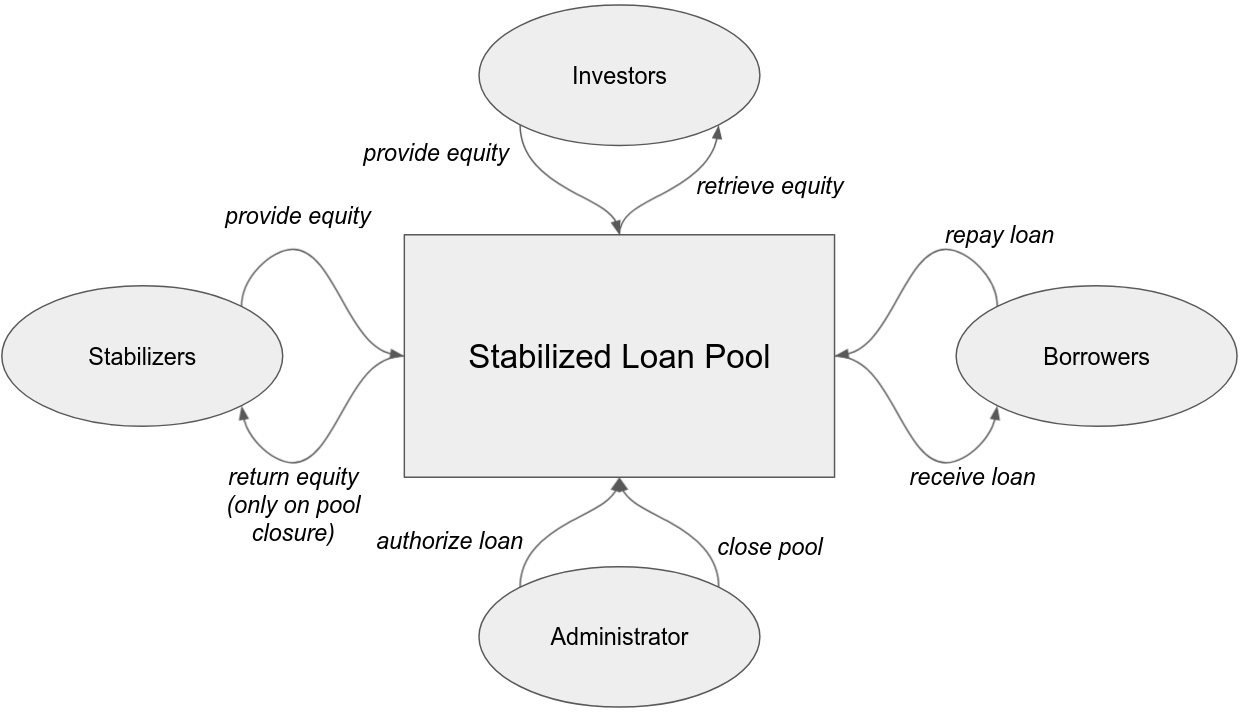 Investors
provide equity
retrieve equity
provide equity
repay loan
Stabilizers
Stabilized Loan Pool
Borrowers
return equity
(only on pool
closure)
receive loan
authorize loan
close pool
Administrator